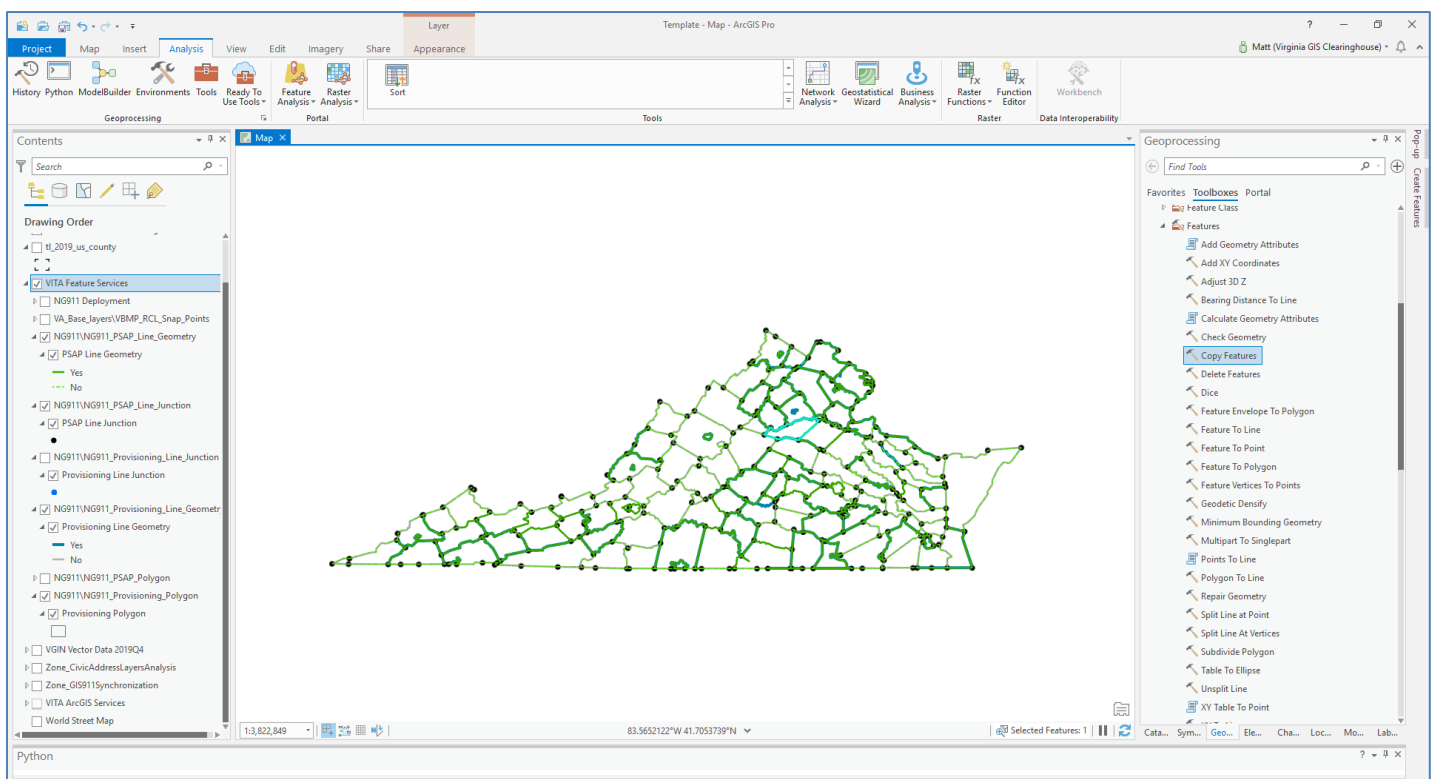 Template - Map - ArcGIS Pro
Layer
? 
Project Map Insert Analysis View Edit Imagery Share Appearance
Matt (Virginia GIS Clearinghouse)
History Python ModelBuilder Environments Tools Ready To Use Tools
Feature Analysis Raster Analysis
Sort
Network Analysis Geostatistical Wizard Business Analysis
Raster Functions Function Editor
Workbench
Geoprocessing Portal Tools Raster Data Interoperability
Contents
Search
Drawing Order
tl_2019_us_county
VITA Feature Services
NG911 Deployment
VA_Base_layers\VBMP_RCL_Snap_Points
NG911\NG911_PSAP_Line_Geometry
PSAP Line Geometry
Yes
No
NG911\NG911_PSAP_Line_Junction
PSAP Line Junction
NG911\NG911_Provisioning_Line_Junction
Provisioning Line Junction
NG911\NG911_Provisioning_Line_Geometr
Provisioning Line Geometry
Yes
No
NG911\NG911_PSAP_Polygon
NG911\NG911_Provisioning_Polygon
Provisioning Polygon
VGIN Vector Data 2019Q4
Zone_CivicAddressLayersAnalysis
Zone_GIS911Synchronization
VITA ArcGIS Services
World Street Map
Map
1:3,822,849
83.5652122°W 41.7053739°N
Selected Features: 1
Geoprocessing
Find Tools
Favorites Toolboxes Portal
Feature Class
Features
Add Geometry Attributes
Add XY Coordinates
Adjust 3D Z
Bearing Distance To Line
Calculate Geometry Attributes
Check Geometry
Copy Features
Delete Features
Dice
Feature Envelope To Polygon
Feature To Line
Feature To Point
Feature To Polygon
Feature Vertices To Points
Geodetic Densify
Minimum Bounding Geometry
Multipart To Singlepart
Points To Line
Polygon To Line
Repair Geometry
Split Line at Point
Split Line At Vertices
Subdivide Polygon
Table To Ellipse
Unsplit Line
XY Table To Point
Cata... Sym... Geo... Ele... Cha... Loc... Mo... Lab...
Pop-up
Create Features
Python
?